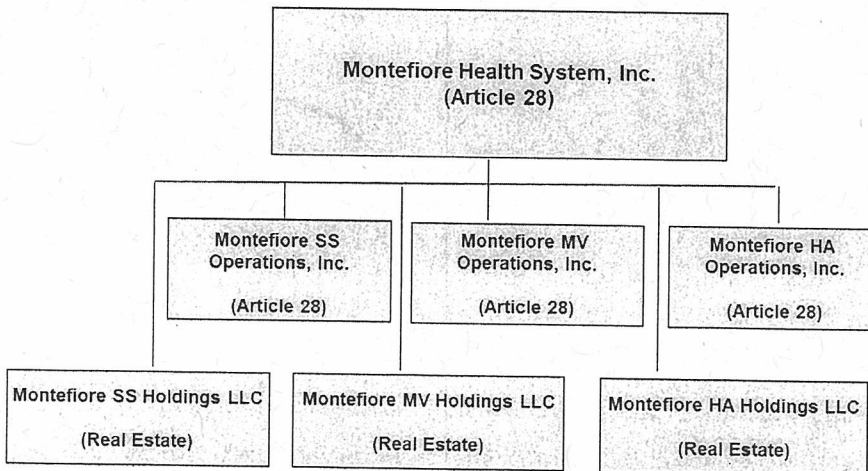 Montefiore Health System, Inc.
(Article 28)
Montefiore SS
Operations, Inc.
(Article 28)
Montefiore MV
Operations, Inc.
(Article 28)
Montefiore HA
Operations, Inc.
(Article 28)
Montefiore SS Holdings LLC
(Real Estate)
Montefiore MV Holdings LLC
(Real Estate)
Montefiore HA Holdings LLC
(Real Estate)